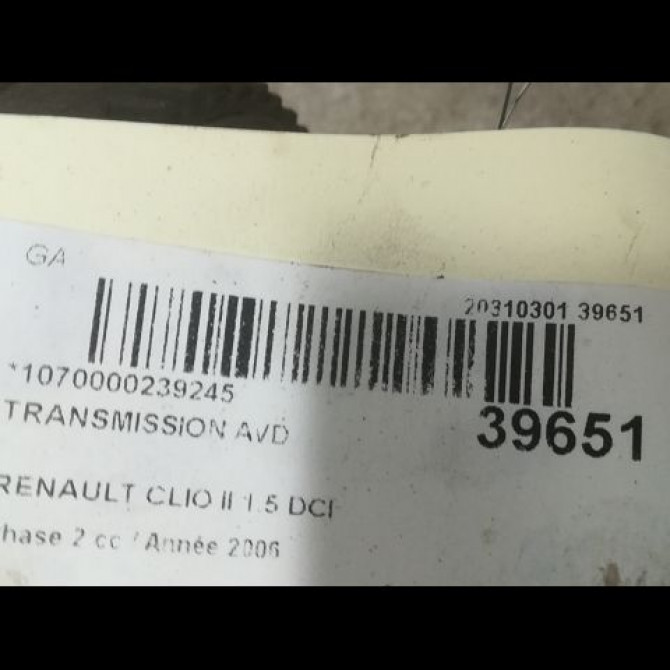 GA
20310301 39651
*1070000239245
TRANSMISSION AVD
39651
RENAULT CLIO II 1.5 DCI
hase 2 cc / Année 2006